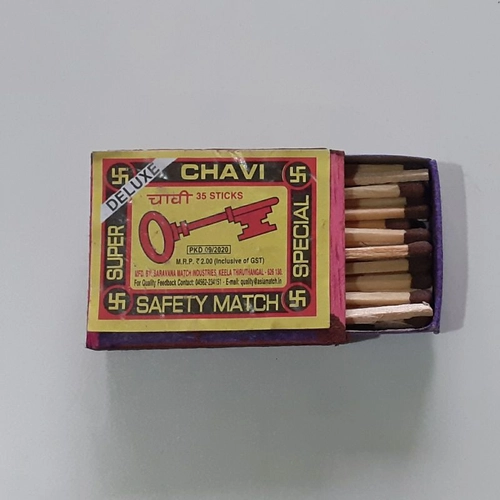 DELUXE
CHAVI
चावी 35 STICKS
SUPER
SPECIAL
PKD 09/2020
M.R.P. ₹ 2.00 (Inclusive of GST)
MFD. BY. SARAVANA MATCH INDUSTRIES, KEELA THIRUTHANGAL - 626 130.
For Quality Feedback Contact: 04562-234151 - E-mail: quality@asiamatch.in
SAFETY MATCH